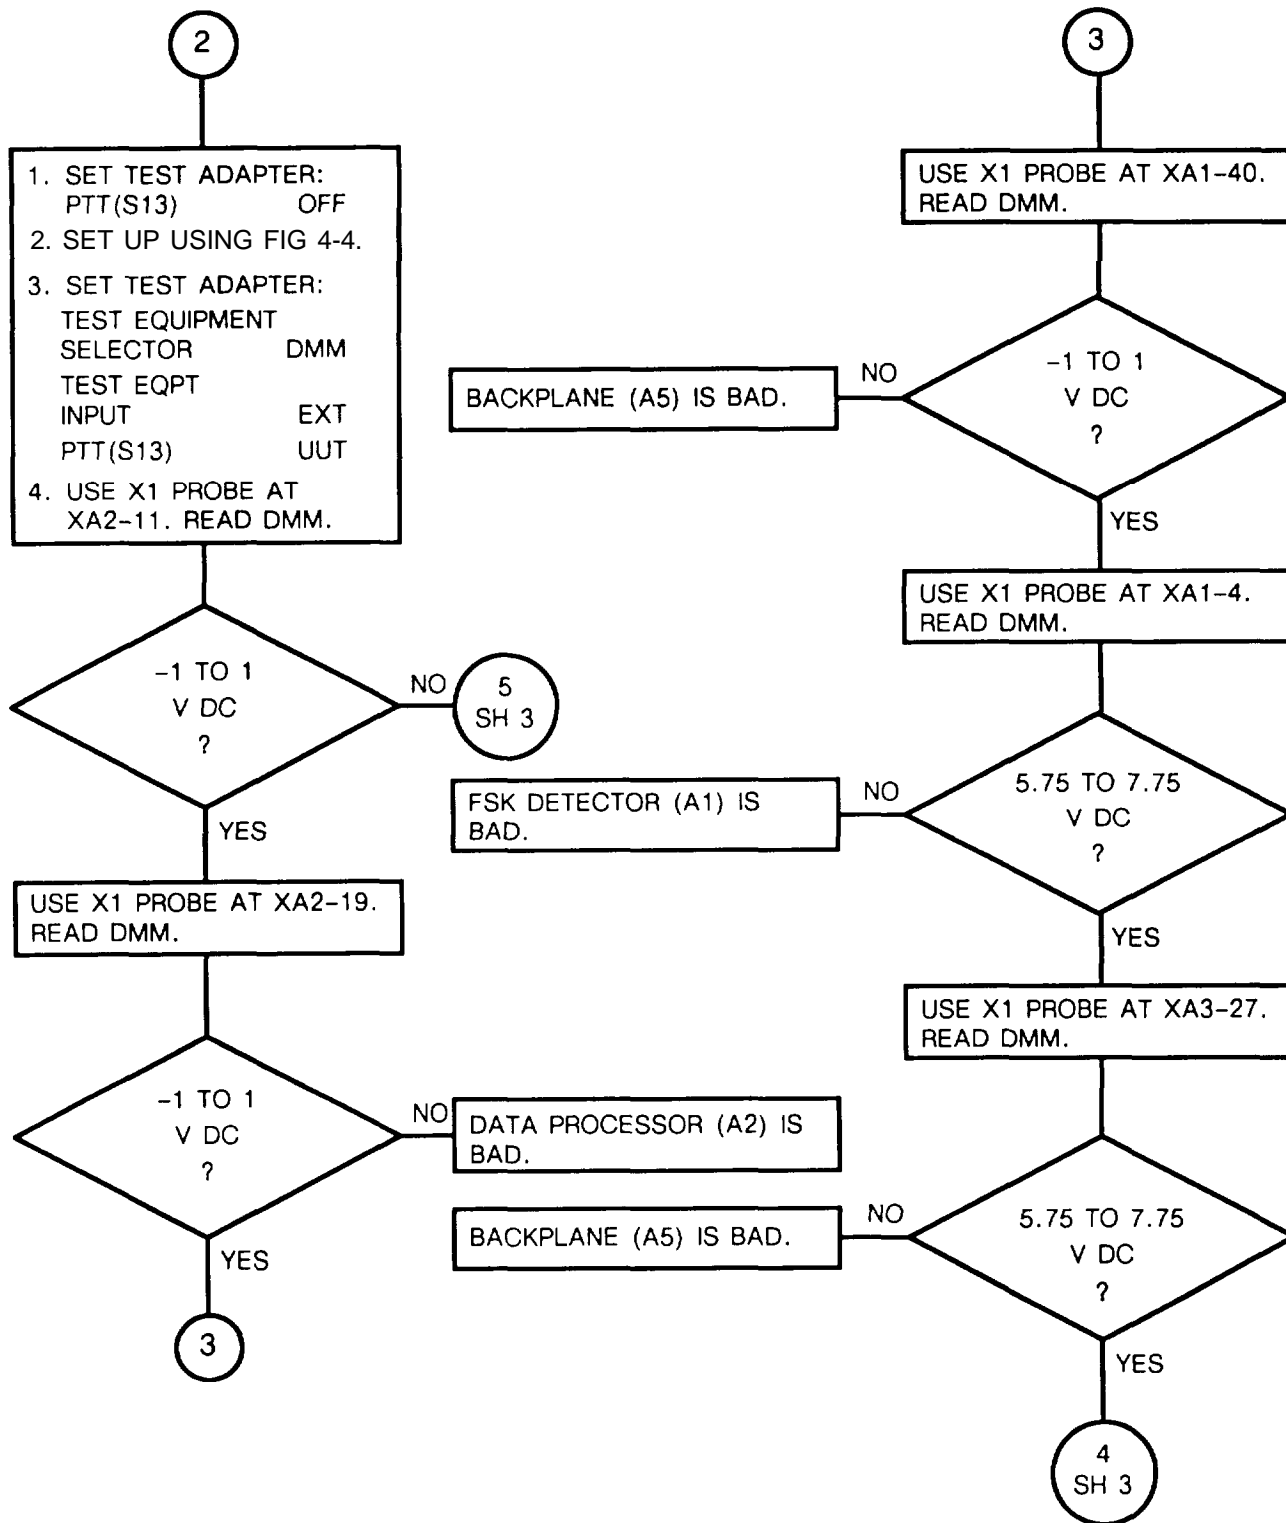 2
1. SET TEST ADAPTER:
PTT(S13) OFF
2. SET UP USING FIG 4-4.
3. SET TEST ADAPTER:
TEST EQUIPMENT
SELECTOR DMM
TEST EQPT
INPUT EXT
PTT(S13) UUT
4. USE X1 PROBE AT
XA2-11. READ DMM.
-1 TO 1
V DC
?
NO
5
SH 3
YES
USE X1 PROBE AT XA2-19.
READ DMM.
-1 TO 1
V DC
?
NO
DATA PROCESSOR (A2) IS
BAD.
YES
3
3
USE X1 PROBE AT XA1-40.
READ DMM.
-1 TO 1
V DC
?
NO
BACKPLANE (A5) IS BAD.
YES
USE X1 PROBE AT XA1-4.
READ DMM.
5.75 TO 7.75
V DC
?
NO
FSK DETECTOR (A1) IS
BAD.
YES
USE X1 PROBE AT XA3-27.
READ DMM.
5.75 TO 7.75
V DC
?
NO
BACKPLANE (A5) IS BAD.
YES
4
SH 3